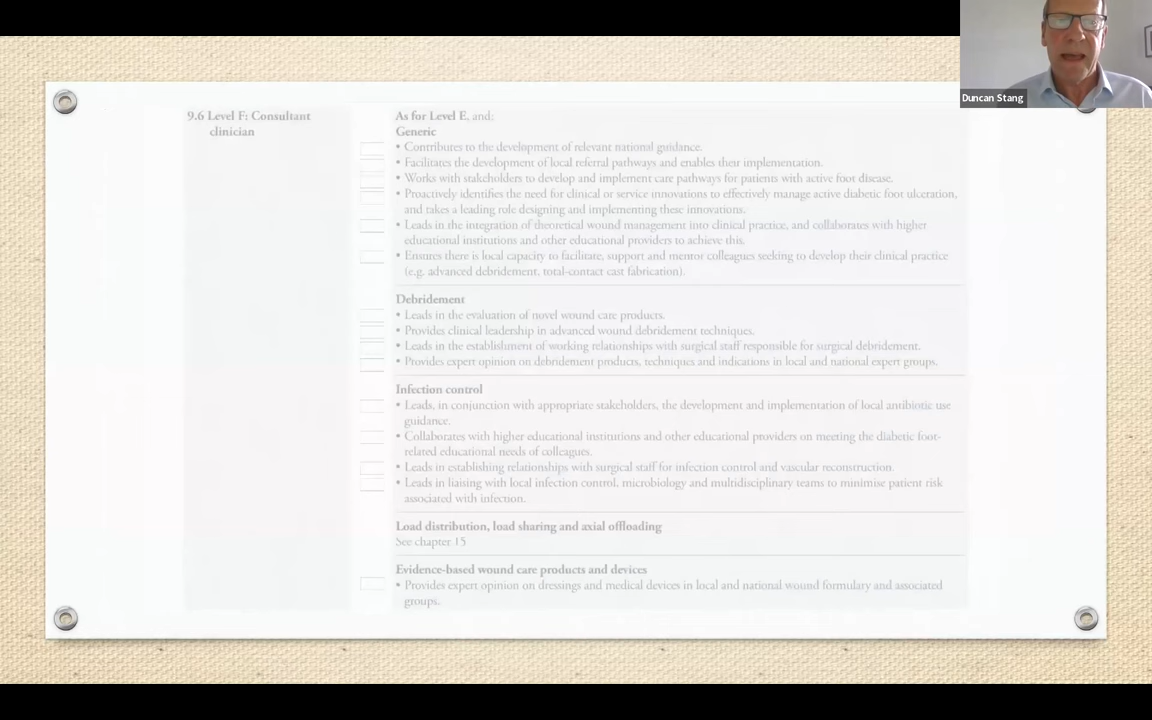 Duncan Stang
9.6 Level F: Consultant
clinician
As for Level E, and:
Generic
• Contributes to the development of relevant national guidance.
• Facilitates the development of local referral pathways and enables their implementation.
• Works with stakeholders to develop and implement care pathways for patients with active foot disease.
• Proactively identifies the need for clinical or service innovations to effectively manage active diabetic foot ulceration,
and takes a leading role designing and implementing these innovations.
• Leads in the integration of theoretical wound management into clinical practice, and collaborates with higher
educational institutions and other educational providers to achieve this.
• Ensures there is local capacity to facilitate, support and mentor colleagues seeking to develop their clinical practice
(e.g. advanced debridement, total-contact cast fabrication).
Debridement
• Leads in the evaluation of novel wound care products.
• Provides clinical leadership in advanced wound debridement techniques.
• Leads in the establishment of working relationships with surgical staff responsible for surgical debridement.
• Provides expert opinion on debridement products, techniques and indications in local and national expert groups.
Infection control
• Leads, in conjunction with appropriate stakeholders, the development and implementation of local antibiotic use
guidance.
• Collaborates with higher educational institutions and other educational providers on meeting the diabetic foot-
related educational needs of colleagues.
• Leads in establishing relationships with surgical staff for infection control and vascular reconstruction.
• Leads in liaising with local infection control, microbiology and multidisciplinary teams to minimise patient risk
associated with infection.
Load distribution, load sharing and axial offloading
See chapter 15
Evidence-based wound care products and devices
• Provides expert opinion on dressings and medical devices in local and national wound formulary and associated
groups.